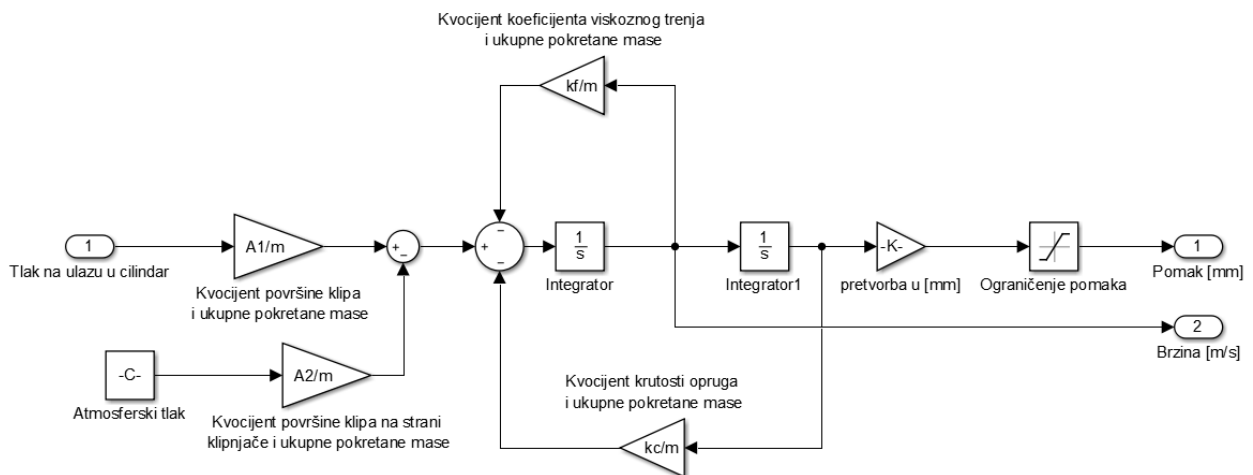 Kvocijent koeficijenta viskoznog trenja
i ukupne pokretane mase
kf/m
1
Tlak na ulazu u cilindar
A1/m
Kvocijent površine klipa
i ukupne pokretane mase
+
−
−
+
−
1
s
Integrator
1
s
Integrator1
-K-
pretvorba u [mm]
Ograničenje pomaka
1
Pomak [mm]
2
Brzina [m/s]
-C-
Atmosferski tlak
A2/m
Kvocijent površine klipa na strani
klipnjače i ukupne pokretane mase
Kvocijent krutosti opruga
i ukupne pokretane mase
kc/m